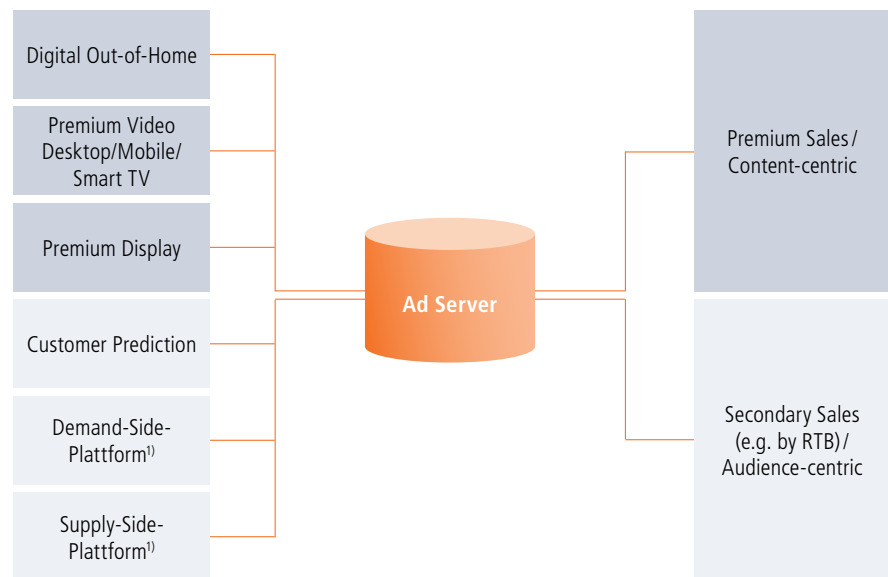 Digital Out-of-Home
Premium Video
Desktop/Mobile/
Smart TV
Premium Display
Customer Prediction
Demand-Side-
Plattform1)
Supply-Side-
Plattform1)
Ad Server
Premium Sales/
Content-centric
Secondary Sales
(e.g. by RTB)/
Audience-centric